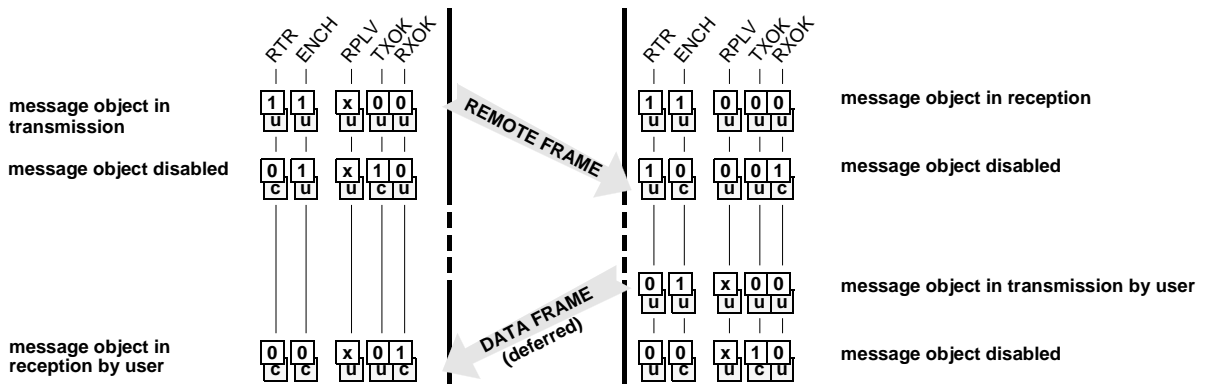 RTR ENCH RPLV TXOK RXOK
RTR ENCH RPLV TXOK RXOK
message object in
transmission
1 1 x 0 0
u u u u u
REMOTE FRAME
1 1 0 0 0
u u u u u
message object in reception
message object disabled
0 1 x 1 0
c u u c u
1 0 0 0 1
u c u u c
message object disabled
0 1 x 0 0
u u u u u
message object in transmission by user
DATA FRAME
(deferred)
message object in
reception by user
0 0 x 0 1
c c u u c
0 0 x 1 0
u c u c u
message object disabled